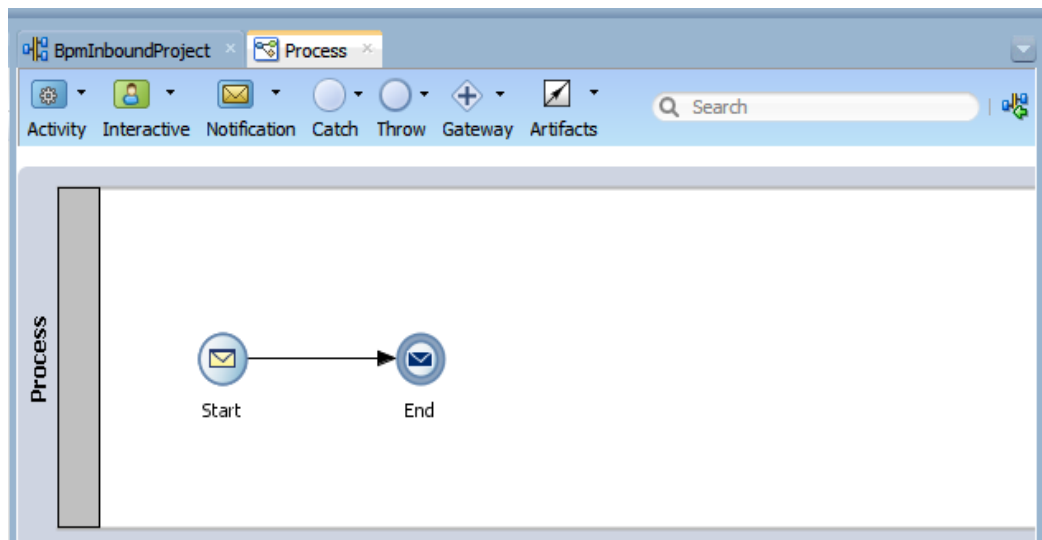 BpmInboundProject Process
Activity Interactive Notification Catch Throw Gateway Artifacts Search
Process
Start End